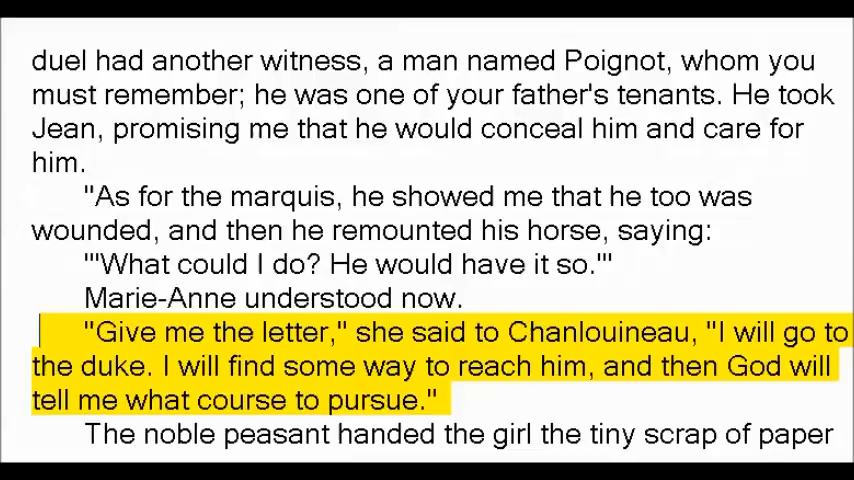 duel had another witness, a man named Poignot, whom you
must remember; he was one of your father's tenants. He took
Jean, promising me that he would conceal him and care for
him.
"As for the marquis, he showed me that he too was
wounded, and then he remounted his horse, saying:
"'What could I do? He would have it so.'"
Marie-Anne understood now.
"Give me the letter," she said to Chanlouineau, "I will go to
the duke. I will find some way to reach him, and then God will
tell me what course to pursue."
The noble peasant handed the girl the tiny scrap of paper